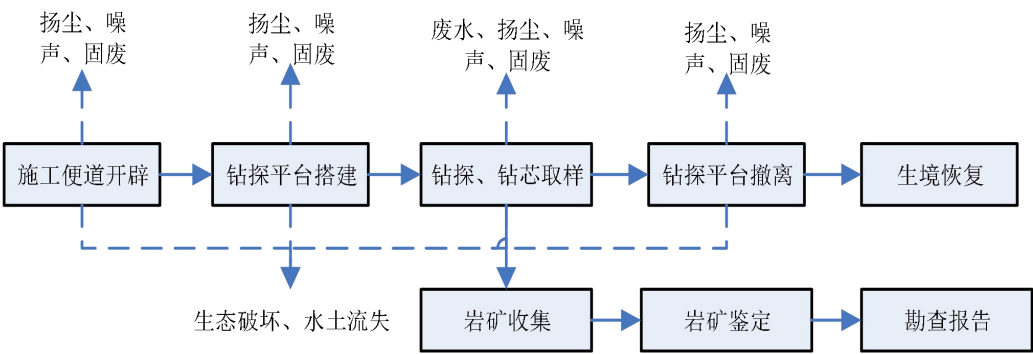 扬尘、噪
声、固废
扬尘、噪
声、固废
废水、扬尘、噪
声、固废
扬尘、噪
声、固废
施工便道开辟
钻探平台搭建
钻探、钻芯取样
钻探平台撤离
生境恢复
生态破坏、水土流失
岩矿收集
岩矿鉴定
勘查报告